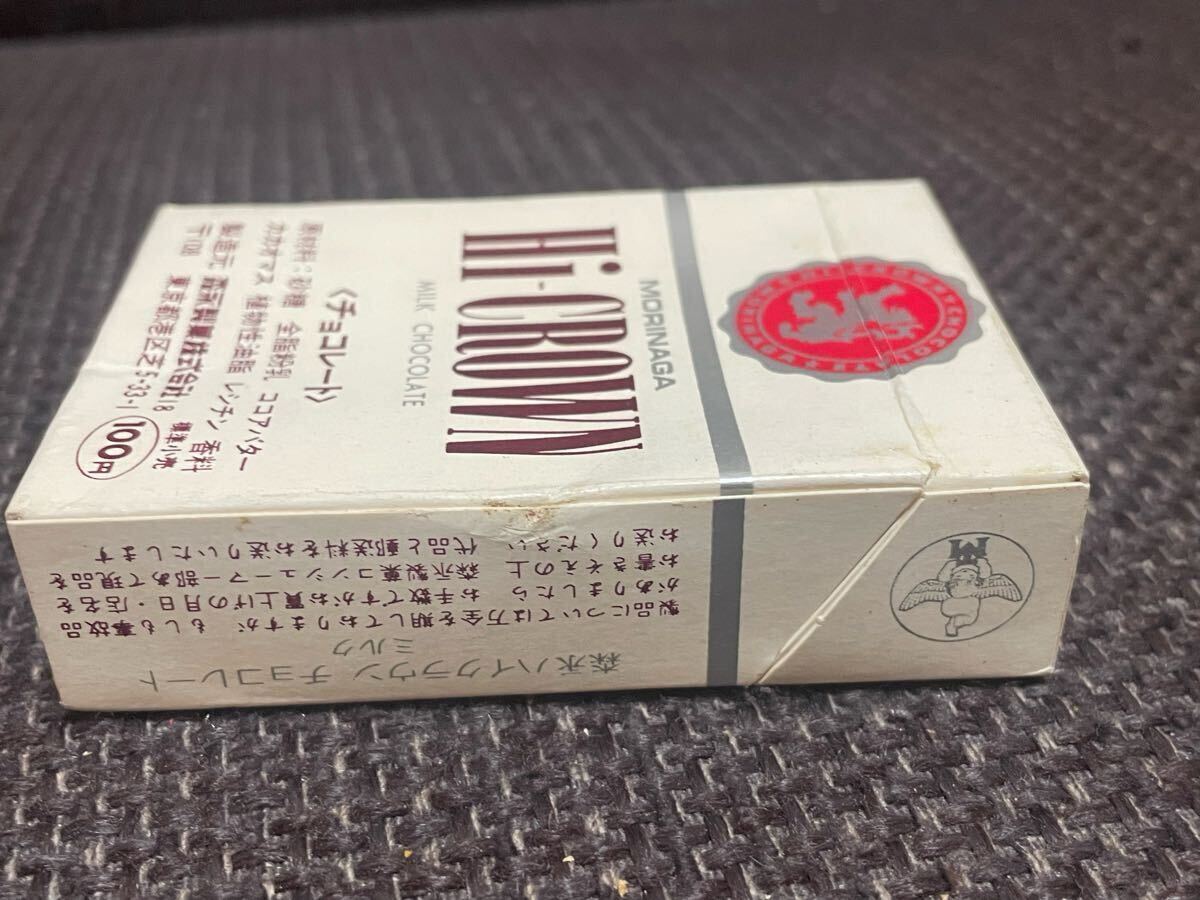 MORINAGA
Hi-CROWN
MILK CHOCOLATE
〈チョコレート〉
原材料:砂糖 全脂粉乳 ココアバター
カカオマス 植物性油脂 レシチン 香料
製造元 森永製菓株式会社 標準小売
〒108 東京都港区芝5-33-1
100円
森永ハイクラウン チョコレート
ミルク
製品については万全を期しておりますが もしも事故品
がありましたら お手数ですがお買上げの月日・店名を
お書きそえの上 森永製菓コンシューマー部あて現品を
お送りください 代品と郵送料をお送りいたします